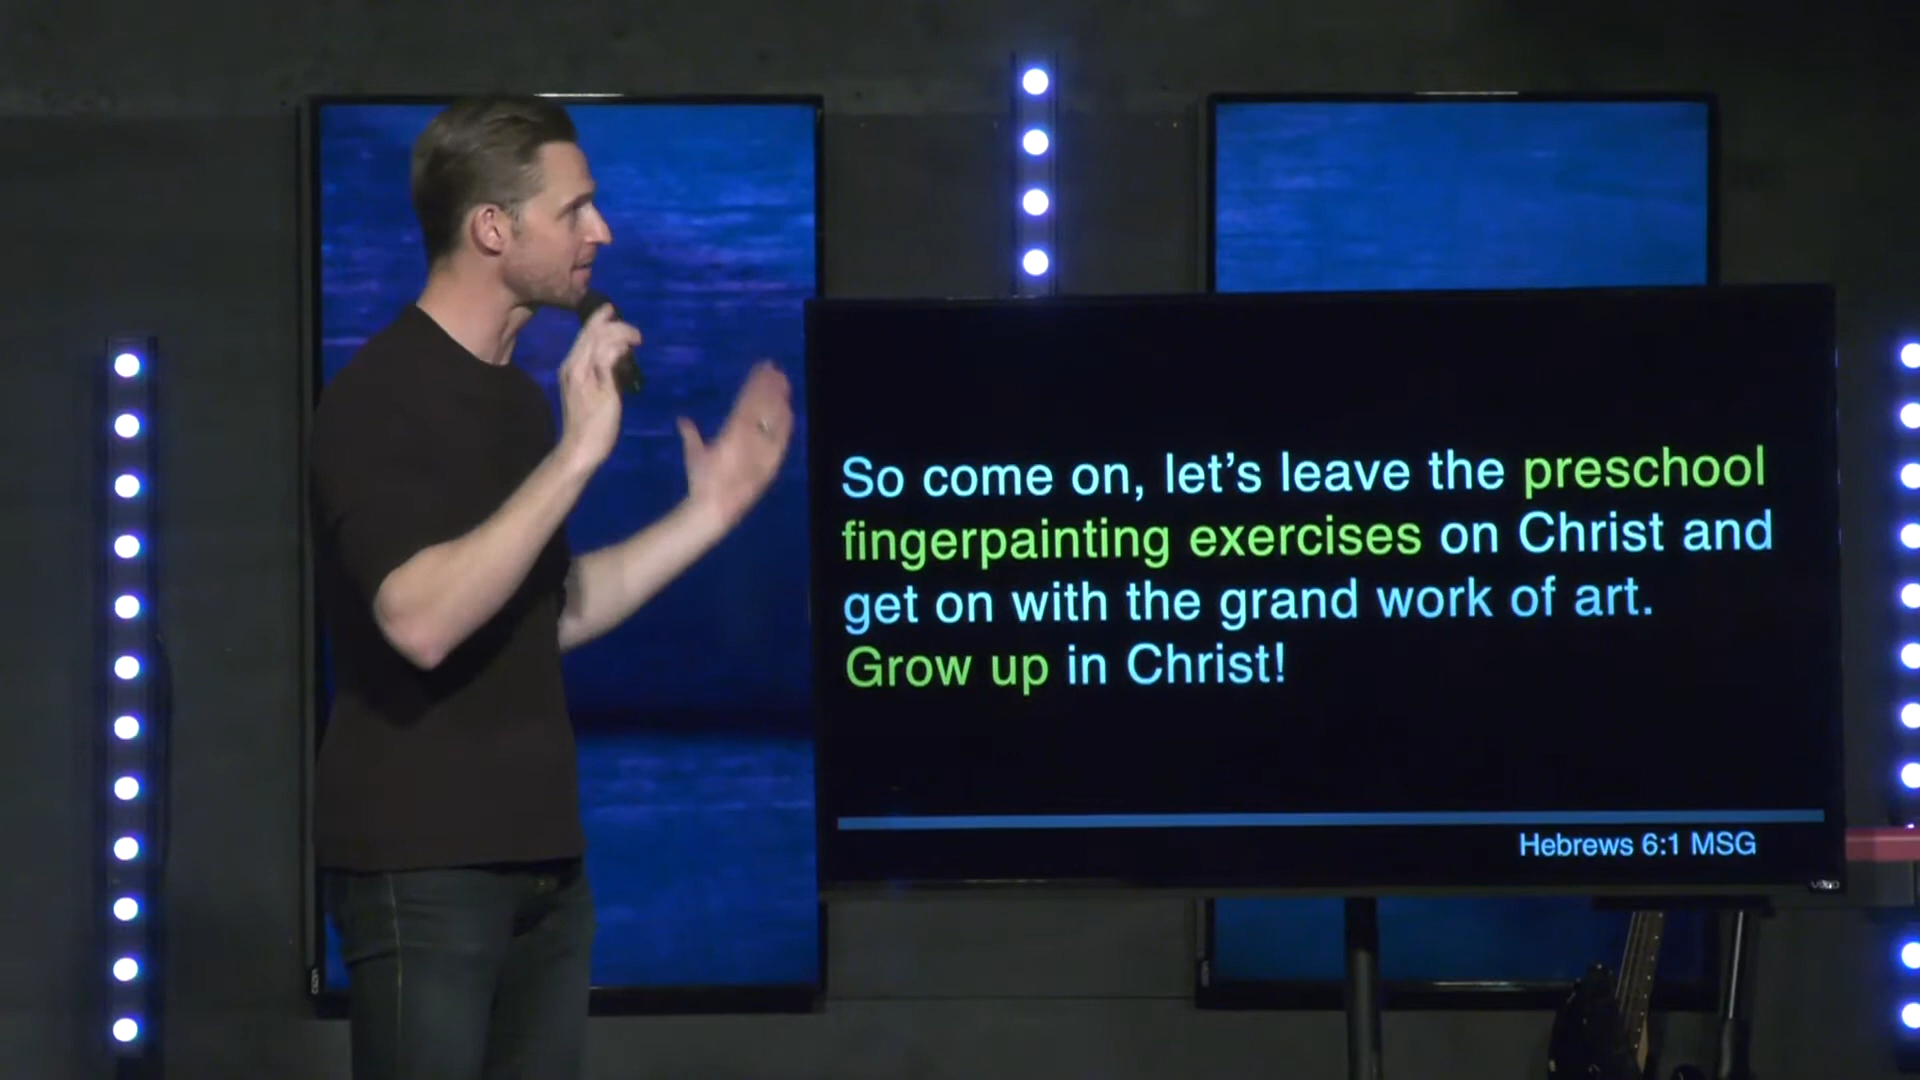 So come on, let’s leave the preschool
fingerpainting exercises on Christ and
get on with the grand work of art.
Grow up in Christ!
Hebrews 6:1 MSG
VIZIO